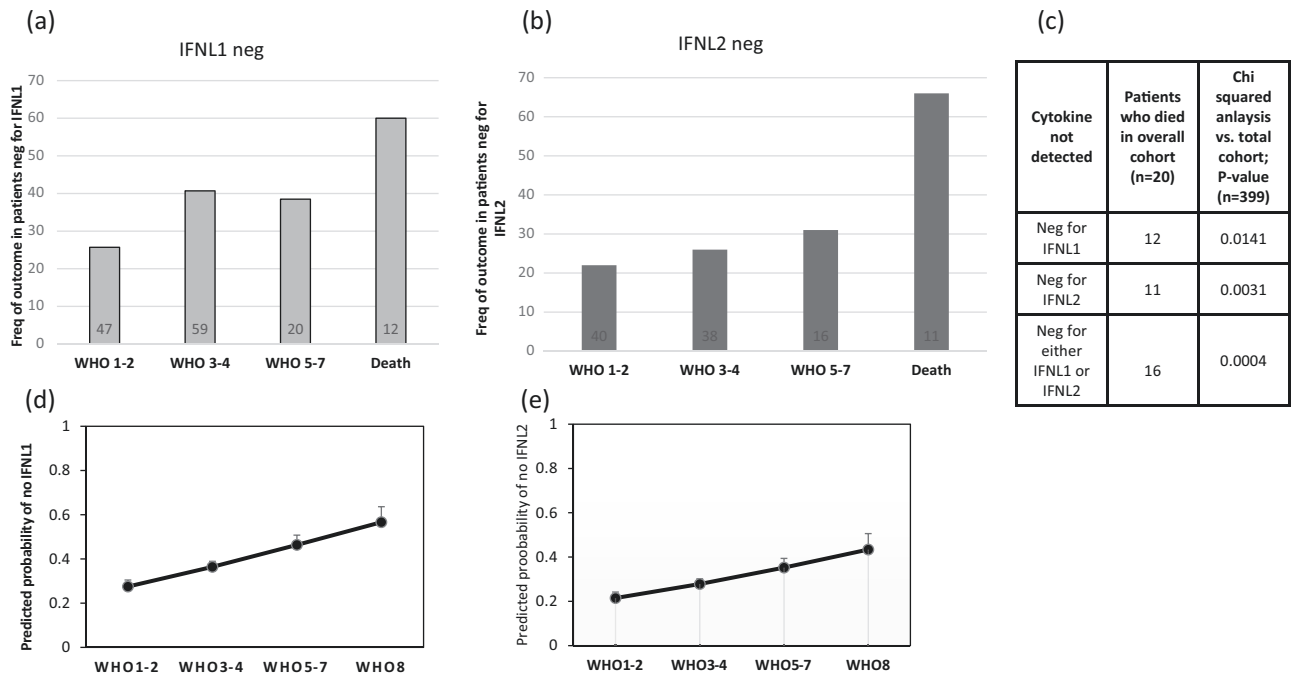 (a)
IFNL1 neg
Freq of outcome in patients neg for IFNL1
70
60
50
40
30
20
10
0
47
59
20
12
WHO 1-2
WHO 3-4
WHO 5-7
Death
(b)
IFNL2 neg
Freq of outcome in patients neg for
IFNL2
70
60
50
40
30
20
10
0
40
38
16
11
WHO 1-2
WHO 3-4
WHO 5-7
Death
(c)
Cytokine
not
detected
Patients
who died
in overall
cohort
(n=20)
Chi
squared
anlaysis
vs. total
cohort;
P-value
(n=399)
Neg for
IFNL1
12
0.0141
Neg for
IFNL2
11
0.0031
Neg for
either
IFNL1 or
IFNL2
16
0.0004
(d)
Predicted probability of no IFNL1
1
0.8
0.6
0.4
0.2
0
WHO1-2
WHO3-4
WHO5-7
WHO8
(e)
Predicted proobability of no IFNL2
1
0.8
0.6
0.4
0.2
0
WHO1-2
WHO3-4
WHO5-7
WHO8